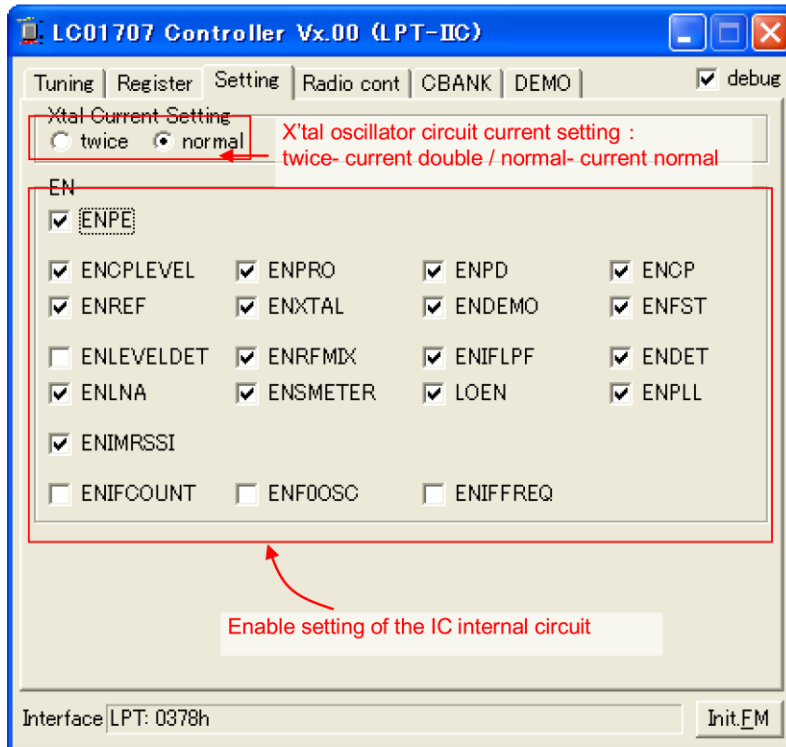 LC01707 Controller Vx.00 (LPT-IIC)
Tuning Register Setting Radio cont CBANK DEMO debug
Xtal Current Setting
twice normal
X'tal oscillator circuit current setting :
twice- current double / normal- current normal
EN
ENPE
ENCPLEVEL ENPRO ENPD ENCP
ENREF ENXTAL ENDEMO ENFST
ENLEVELDET ENRFMIX ENIFLPF ENDET
ENLNA ENSMETER LOEN ENPLL
ENIMRSSI
ENIFCOUNT ENF0OSC ENIFFREQ
Enable setting of the IC internal circuit
Interface LPT: 0378h Init.FM